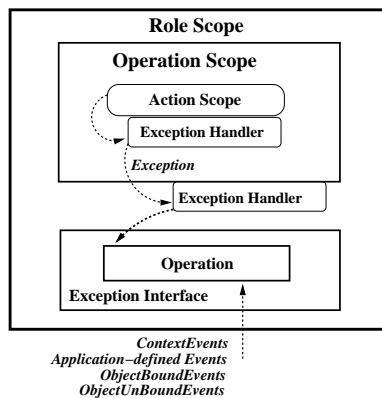 Role Scope
Operation Scope
Action Scope
Exception Handler
Exception
Exception Handler
Operation
Exception Interface
ContextEvents
Application−defined Events
ObjectBoundEvents
ObjectUnBoundEvents